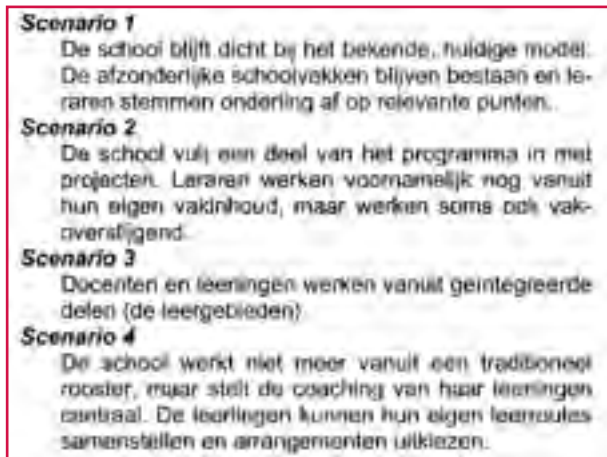 Scenario 1
De school blijft dicht bij het bekende, huidige model.
De afzonderlijke schoolvakken blijven bestaan en le-
raren stemmen onderling af op relevante punten.
Scenario 2
De school vult een deel van het programma in met
projecten. Leraren werken voornamelijk nog vanuit
hun eigen vakinhoud, maar werken soms ook vak-
overstijgend.
Scenario 3
Docenten en leerlingen werken vanuit geïntegreerde
delen (de leergebieden)
Scenario 4
De school werkt niet meer vanuit een traditioneel
rooster, maar stelt de coaching van haar leerlingen
centraal. De leerlingen kunnen hun eigen leerroutes
samenstellen en arrangementen uitkiezen.